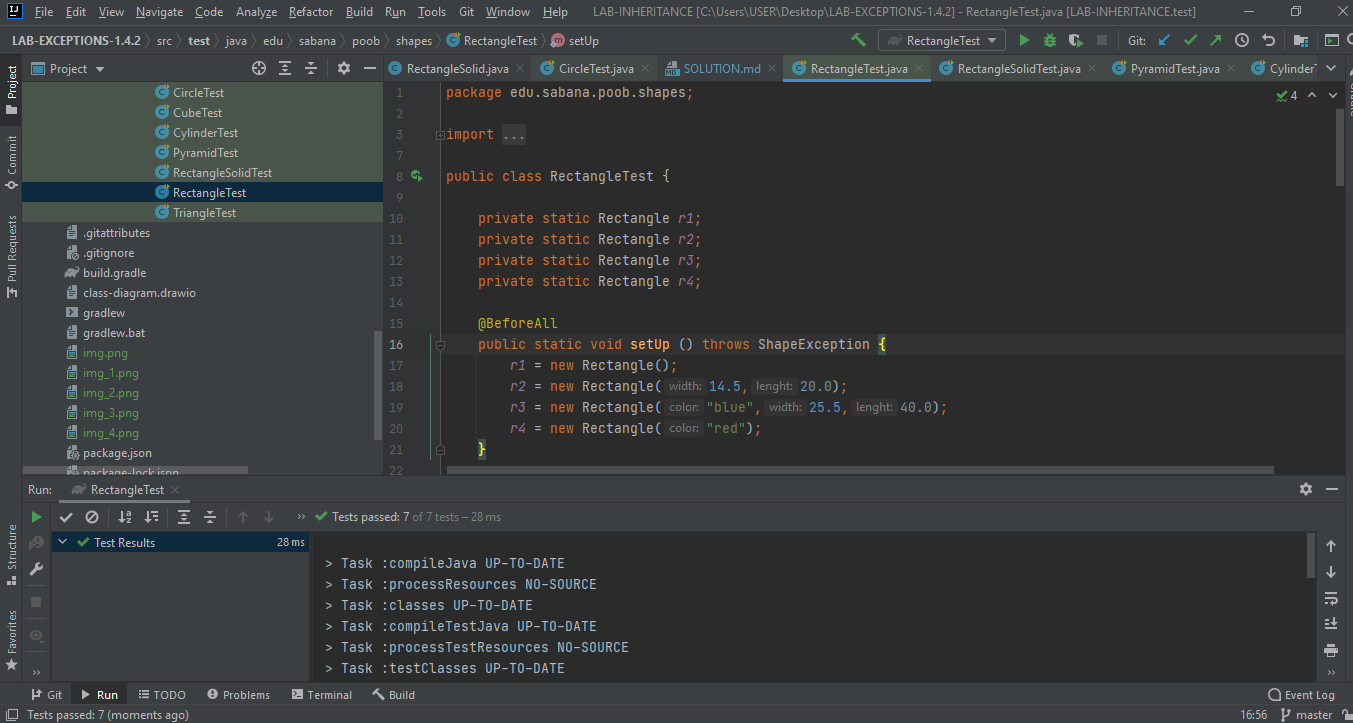 File Edit View Navigate Code Analyze Refactor Build Run Tools Git Window Help LAB-INHERITANCE [C:\Users\USER\Desktop\LAB-EXCEPTIONS-1.4.2] - RectangleTest.java [LAB-INHERITANCE.test]
LAB-EXCEPTIONS-1.4.2 src test java edu sabana poob shapes RectangleTest setUp RectangleTest Git:
Project
RectangleSolid.java CircleTest.java SOLUTION.md RectangleTest.java RectangleSolidTest.java PyramidTest.java
Project
Commit
Pull Requests
Structure
Favorites
CircleTest
CubeTest
CylinderTest
PyramidTest
RectangleSolidTest
RectangleTest
TriangleTest
.gitattributes
.gitignore
build.gradle
class-diagram.drawio
gradlew
gradlew.bat
img.png
img_1.png
img_2.png
img_3.png
img_4.png
package.json
package-lock.json
4
1 package edu.sabana.poob.shapes;
2
3 import ...
7
8 public class RectangleTest {
9
10 private static Rectangle r1;
11 private static Rectangle r2;
12 private static Rectangle r3;
13 private static Rectangle r4;
14
15 @BeforeAll
16 public static void setUp () throws ShapeException {
17 r1 = new Rectangle();
18 r2 = new Rectangle( width: 14.5, lenght: 20.0);
19 r3 = new Rectangle( color: "blue", width: 25.5, lenght: 40.0);
20 r4 = new Rectangle( color: "red");
21 }
22
Run: RectangleTest
Tests passed: 7 of 7 tests – 28 ms
Test Results 28 ms
> Task :compileJava UP-TO-DATE
> Task :processResources NO-SOURCE
> Task :classes UP-TO-DATE
> Task :compileTestJava UP-TO-DATE
> Task :processTestResources NO-SOURCE
> Task :testClasses UP-TO-DATE
Git Run TODO Problems Terminal Build Event Log
Tests passed: 7 (moments ago) 16:56 master